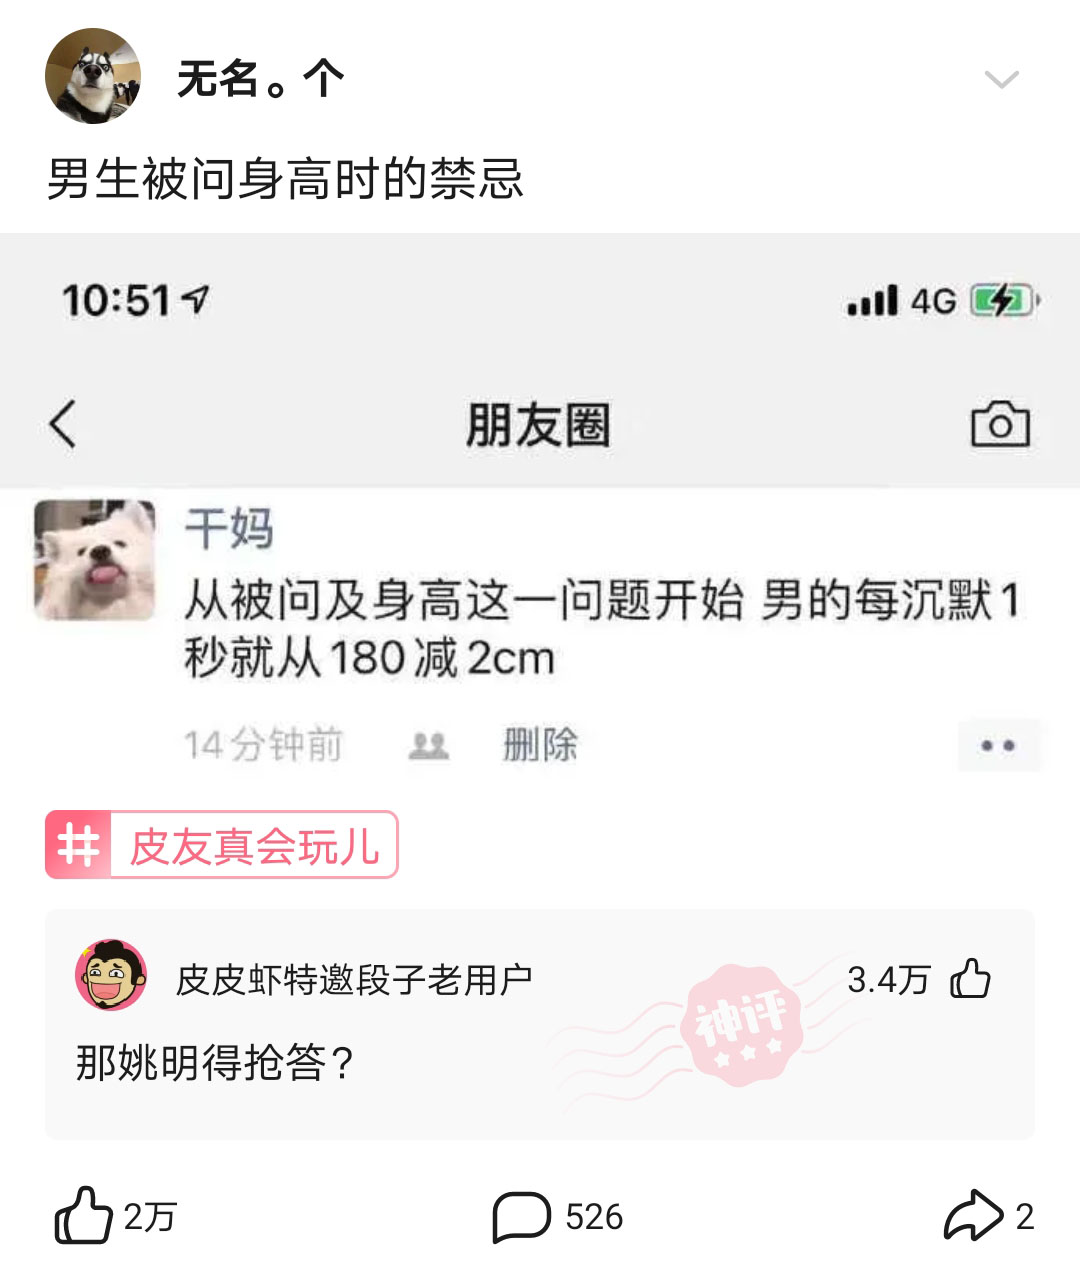 无名。个
男生被问身高时的禁忌
10:51 4G
朋友圈
干妈
从被问及身高这一问题开始 男的每沉默1
秒就从180减2cm
14分钟前 删除
皮友真会玩儿
皮皮虾特邀段子老用户 3.4万
神评
那姚明得抢答?
2万 526 2